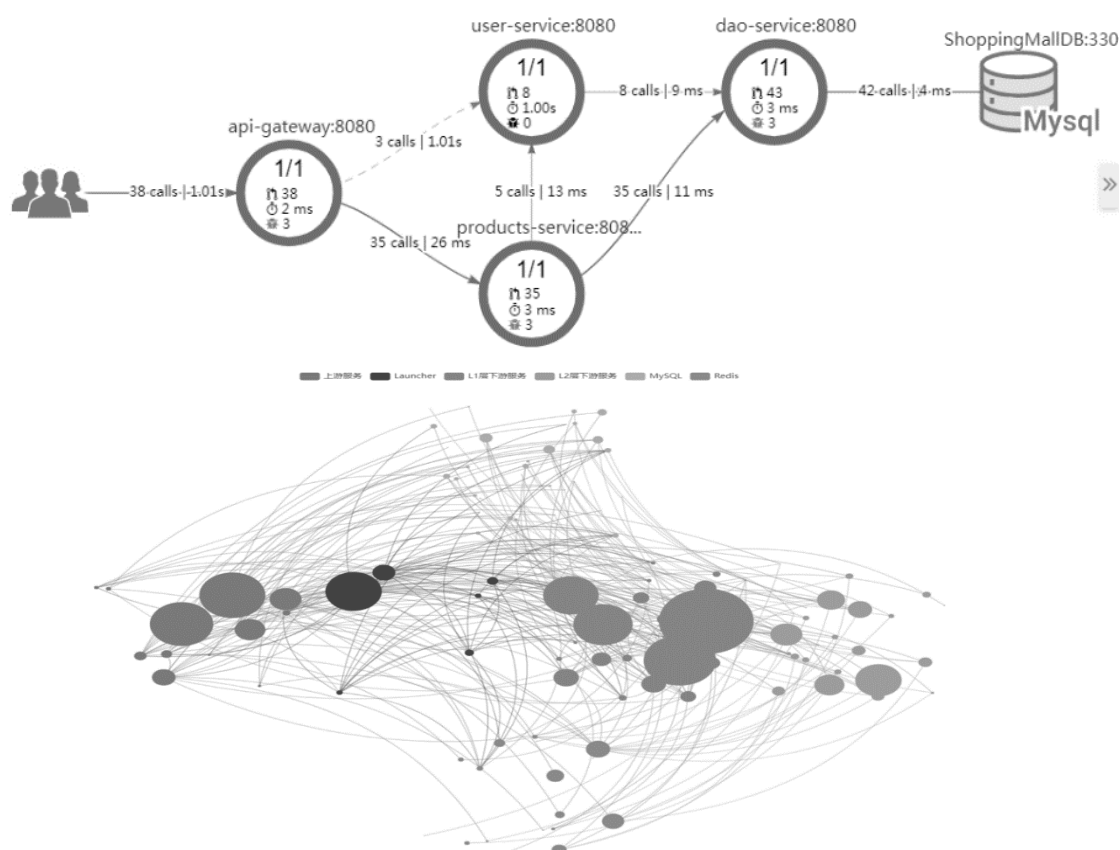 user-service:8080
dao-service:8080
ShoppingMallDB:330
1/1
8
1.00s
0
8 calls | 9 ms
1/1
43
3 ms
3
42 calls | 4 ms
Mysql
api-gateway:8080
3 calls | 1.01s
38 calls | 1.01s
1/1
38
2 ms
3
5 calls | 13 ms
35 calls | 11 ms
35 calls | 26 ms
products-service:808...
1/1
35
3 ms
3
上游服务 Launcher L1层下游服务 L2层下游服务 MySQL Redis